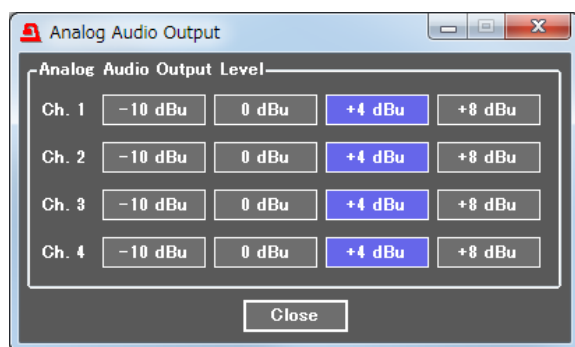 Analog Audio Output
Analog Audio Output Level
Ch. 1 -10 dBu 0 dBu +4 dBu +8 dBu
Ch. 2 -10 dBu 0 dBu +4 dBu +8 dBu
Ch. 3 -10 dBu 0 dBu +4 dBu +8 dBu
Ch. 4 -10 dBu 0 dBu +4 dBu +8 dBu
Close